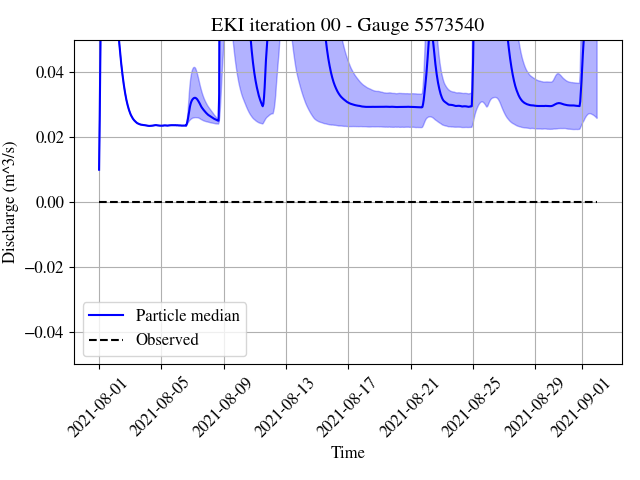 EKI iteration 00 - Gauge 5573540
Discharge (m^3/s)
0.04
0.02
0.00
−0.02
−0.04
Particle median
Observed
2021-08-01
2021-08-05
2021-08-09
2021-08-13
2021-08-17
2021-08-21
2021-08-25
2021-08-29
2021-09-01
Time